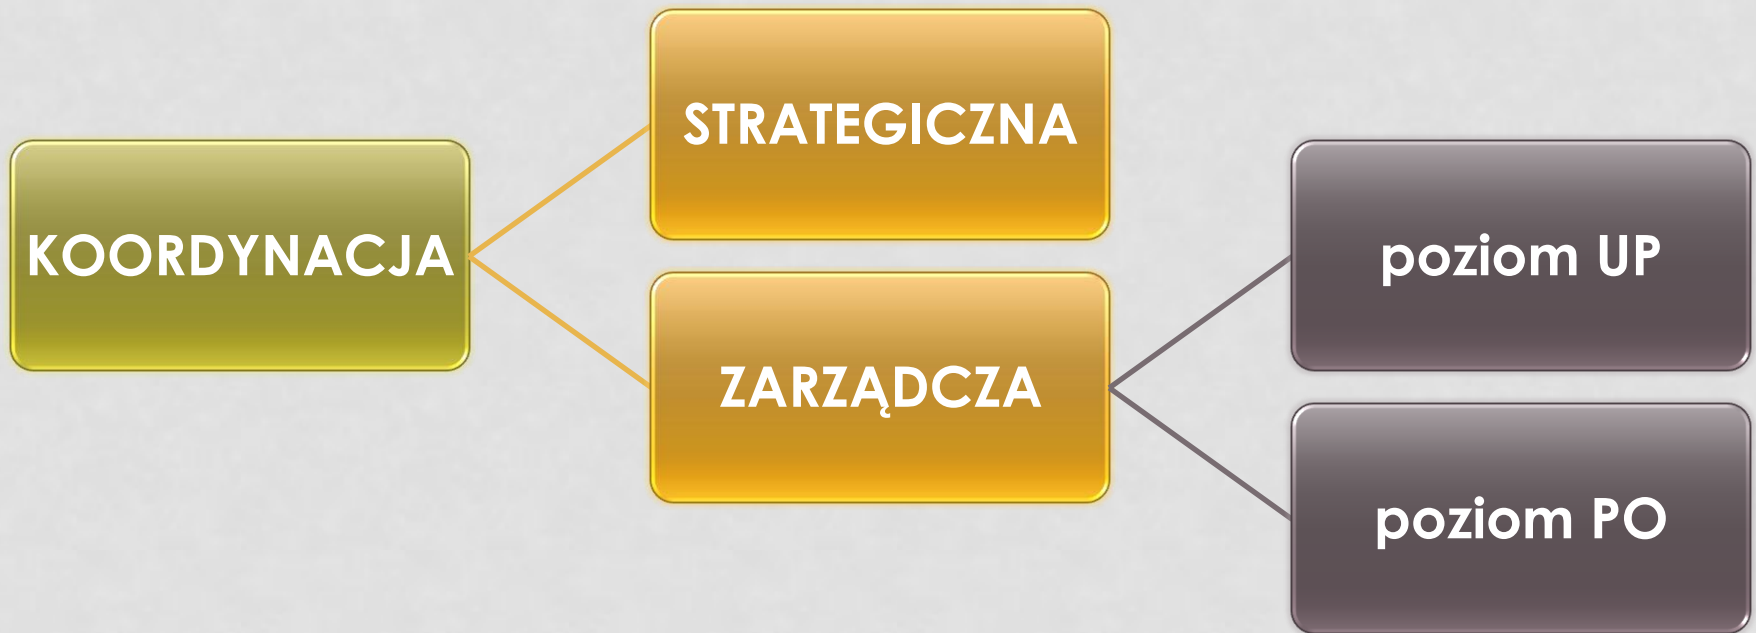 KOORDYNACJA
STRATEGICZNA
ZARZĄDCZA
poziom UP
poziom PO